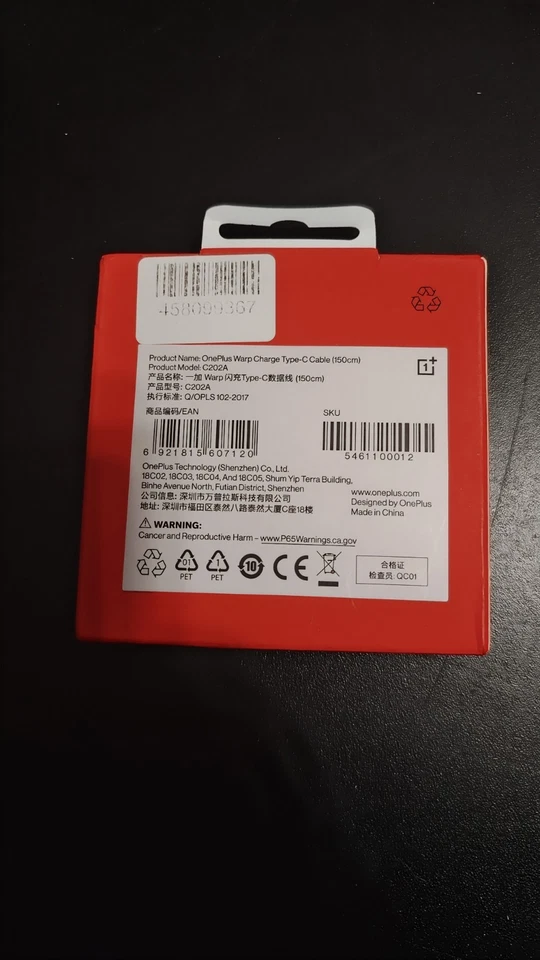 458099367
Product Name: OnePlus Warp Charge Type-C Cable (150cm)
Product Model: C202A
产品名称: 一加 Warp 闪充Type-C数据线 (150cm)
产品型号: C202A
执行标准: Q/OPLS 102-2017
商品编码/EAN
SKU
6 921815 607120
5461100012
OnePlus Technology (Shenzhen) Co., Ltd.
18C02, 18C03, 18C04, And 18C05, Shum Yip Terra Building,
Binhe Avenue North, Futian District, Shenzhen
公司信息: 深圳市万普拉斯科技有限公司
地址: 深圳市福田区泰然八路泰然大厦C座18楼
www.oneplus.com
Designed by OnePlus
Made in China
WARNING:
Cancer and Reproductive Harm – www.P65Warnings.ca.gov
01
PET
1
PET
10
CE
合格证
检查员: QC01
1+